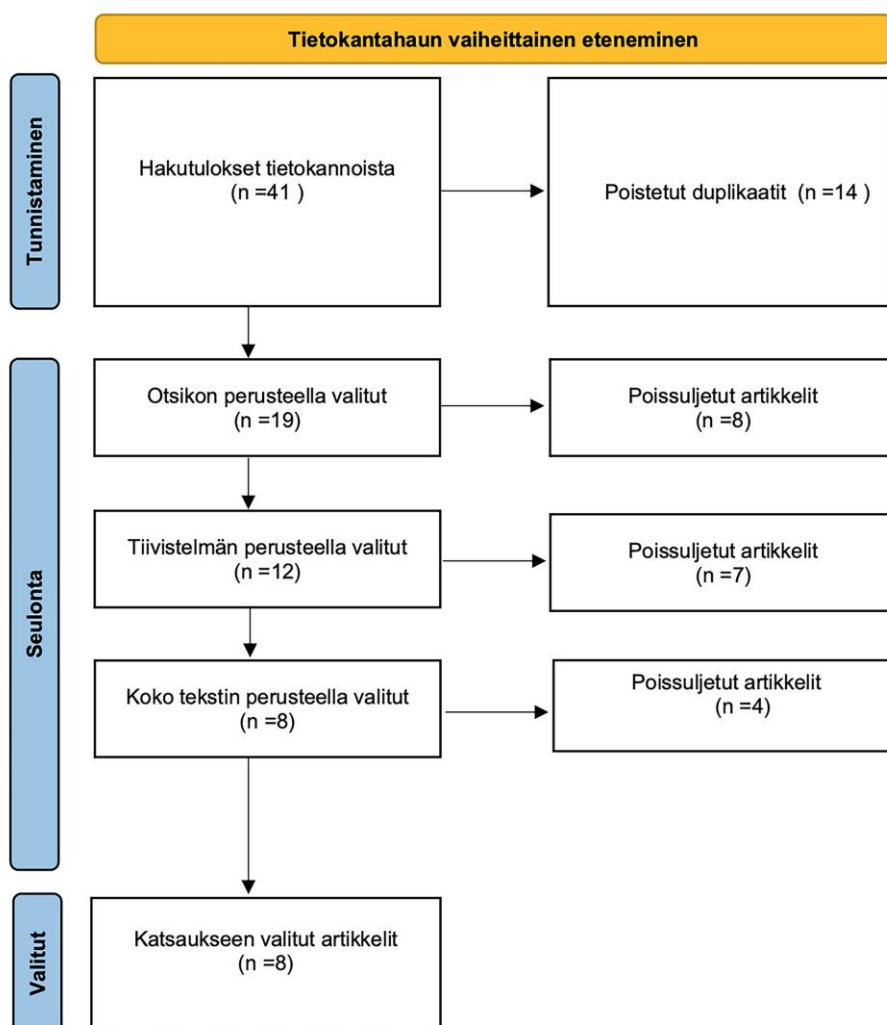 Tietokantahaun vaiheittainen eteneminen
Tunnistaminen
Hakutulokset tietokannoista
(n =41 )
Poistetut duplikaatit (n =14 )
Seulonta
Otsikon perusteella valitut
(n =19)
Poissuljetut artikkelit
(n =8)
Tiivistelmän perusteella valitut
(n =12)
Poissuljetut artikkelit
(n =7)
Koko tekstin perusteella valitut
(n =8)
Poissuljetut artikkelit
(n =4)
Valitut
Katsaukseen valitut artikkelit
(n =8)